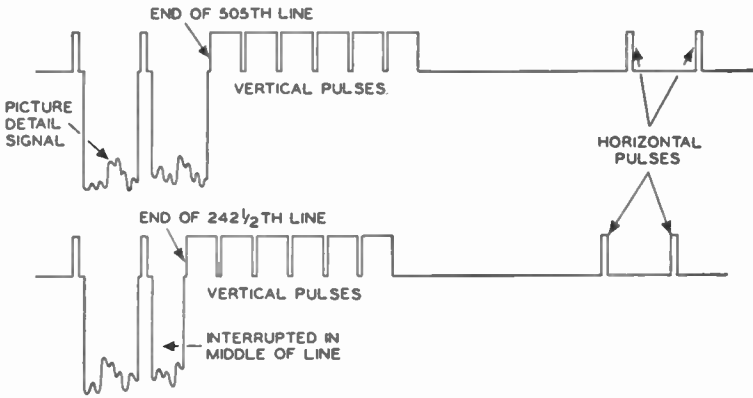 END OF 505TH LINE
VERTICAL PULSES.
PICTURE
DETAIL
SIGNAL
HORIZONTAL
PULSES
END OF 242½TH LINE
VERTICAL PULSES
INTERRUPTED IN
MIDDLE OF LINE